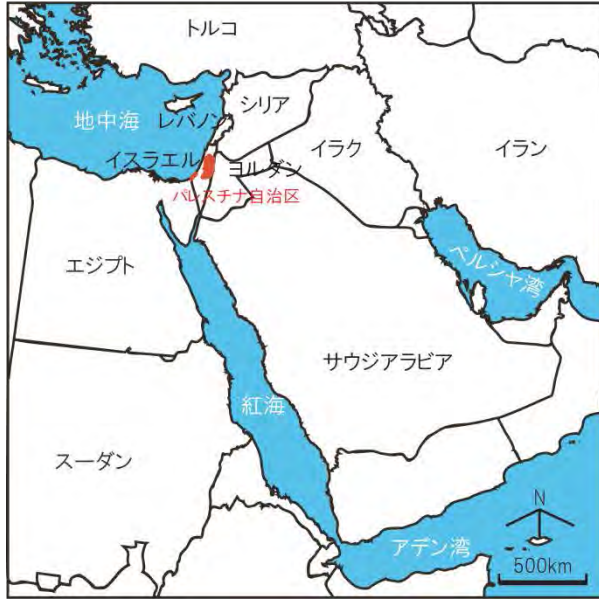 トルコ
シリア
地中海
レバノン
イラク
イラン
イスラエル
ヨルダン
パレスチナ自治区
エジプト
ペルシャ湾
サウジアラビア
紅海
スーダン
N
アデン湾
500km